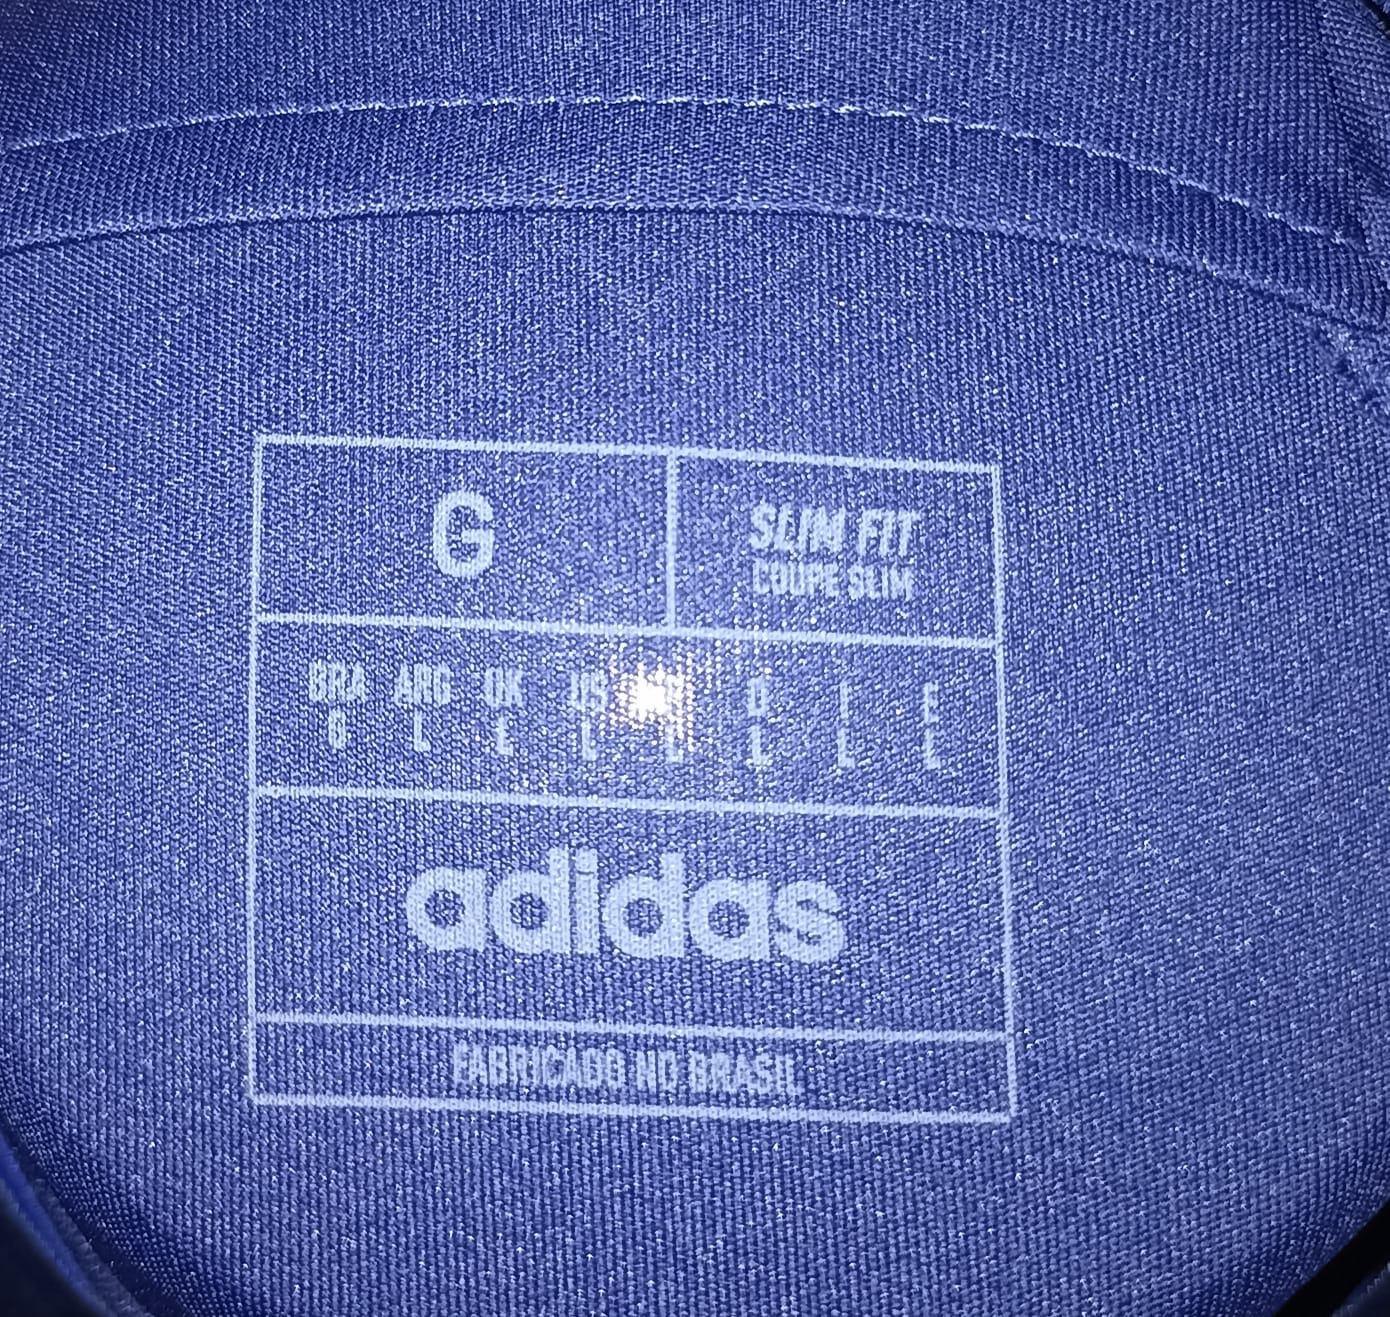 G
SLIM FIT
COUPE SLIM
BRA ARG UK US D I E
G L L L L L L L
adidas
FABRICADO NO BRASIL